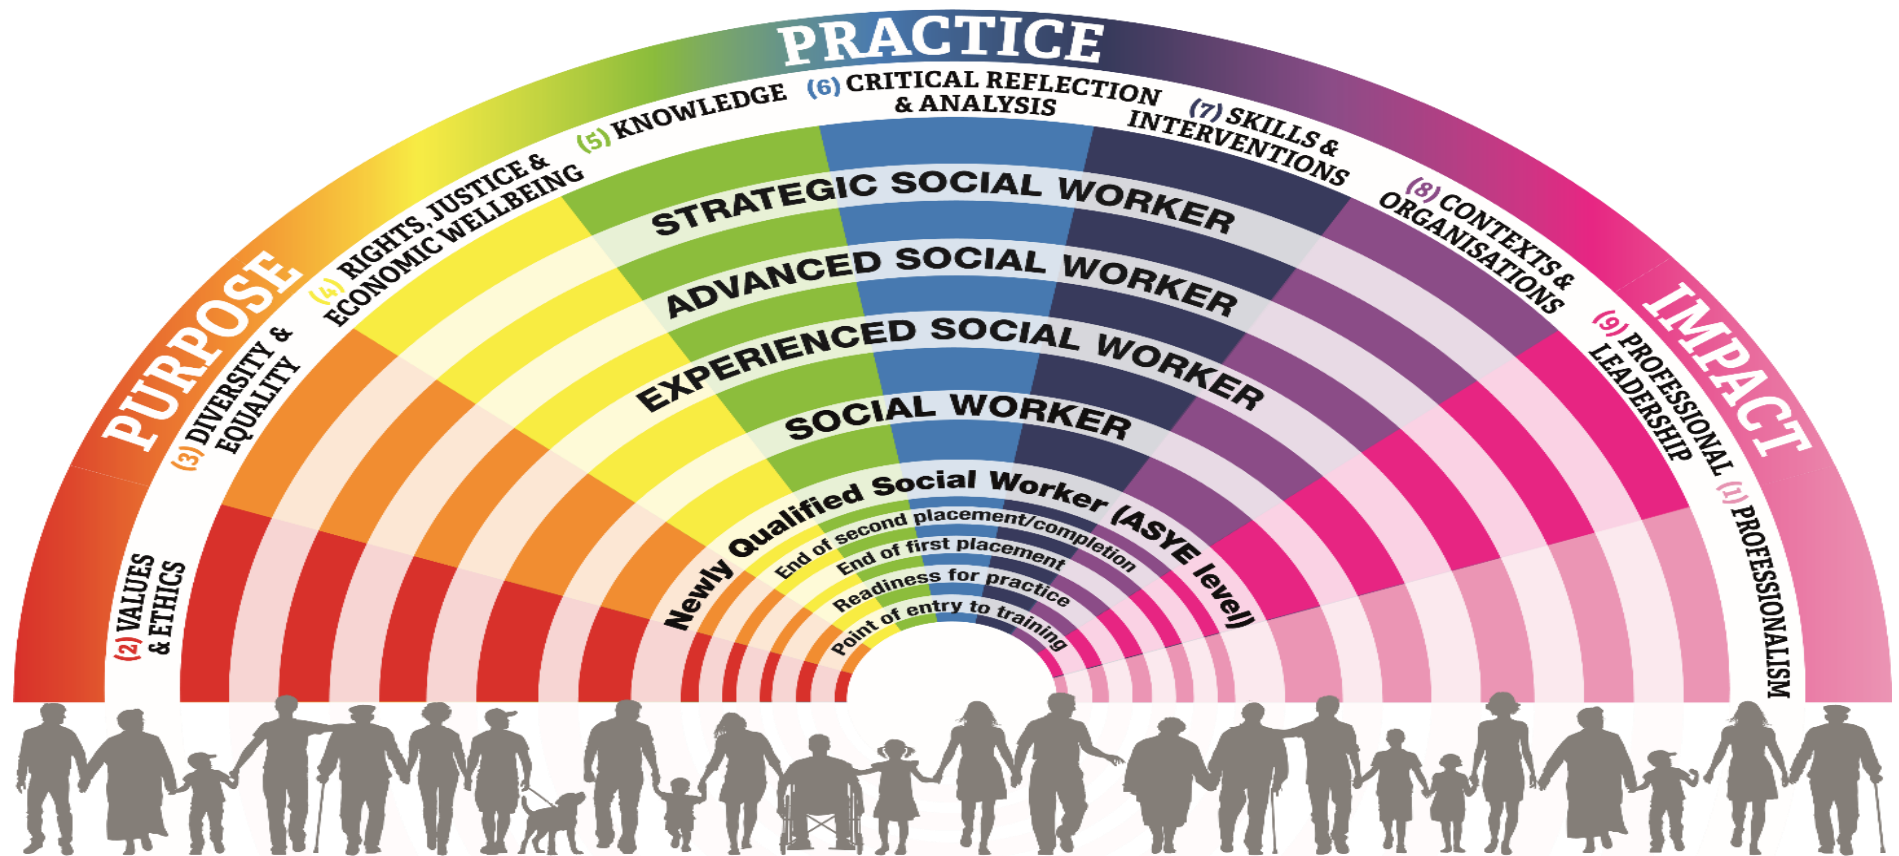 PRACTICE
PURPOSE
IMPACT
(2) VALUES
& ETHICS
(3) DIVERSITY &
EQUALITY
(4) RIGHTS, JUSTICE &
ECONOMIC WELLBEING
(5) KNOWLEDGE
(6) CRITICAL REFLECTION
& ANALYSIS
(7) SKILLS &
INTERVENTIONS
(8) CONTEXTS &
ORGANISATIONS
(9) PROFESSIONAL
LEADERSHIP
(1) PROFESSIONALISM
STRATEGIC SOCIAL WORKER
ADVANCED SOCIAL WORKER
EXPERIENCED SOCIAL WORKER
SOCIAL WORKER
Newly Qualified Social Worker (ASYE level)
End of second placement/completion
End of first placement
Readiness for practice
Point of entry to training